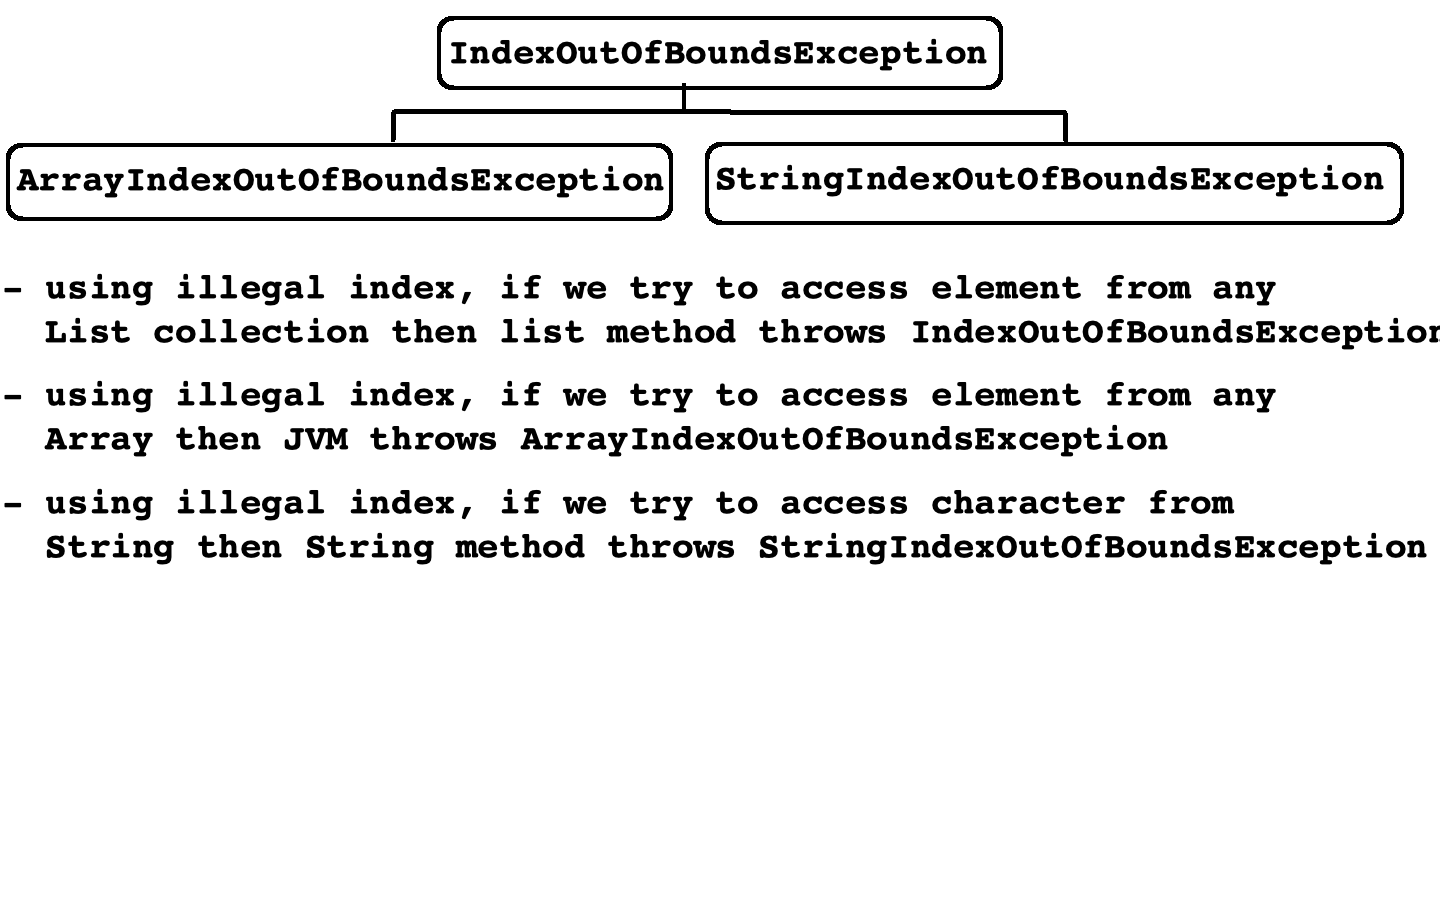 IndexOutOfBoundsException
ArrayIndexOutOfBoundsException
StringIndexOutOfBoundsException
- using illegal index, if we try to access element from any
List collection then list method throws IndexOutOfBoundsException
- using illegal index, if we try to access element from any
Array then JVM throws ArrayIndexOutOfBoundsException
- using illegal index, if we try to access character from
String then String method throws StringIndexOutOfBoundsException